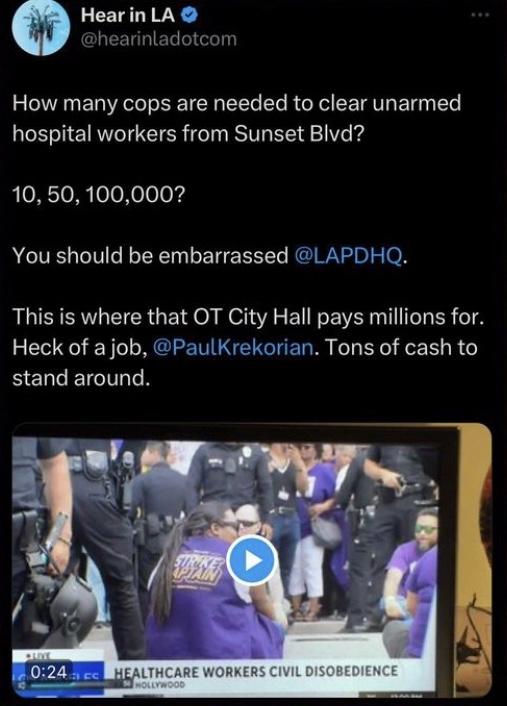 Hear in LA
@hearinladotcom
How many cops are needed to clear unarmed
hospital workers from Sunset Blvd?
10, 50, 100,000?
You should be embarrassed @LAPDHQ.
This is where that OT City Hall pays millions for.
Heck of a job, @PaulKrekorian. Tons of cash to
stand around.
STRIKE
CAPTAIN
LIVE
0:24
HEALTHCARE WORKERS CIVIL DISOBEDIENCE
HOLLYWOOD